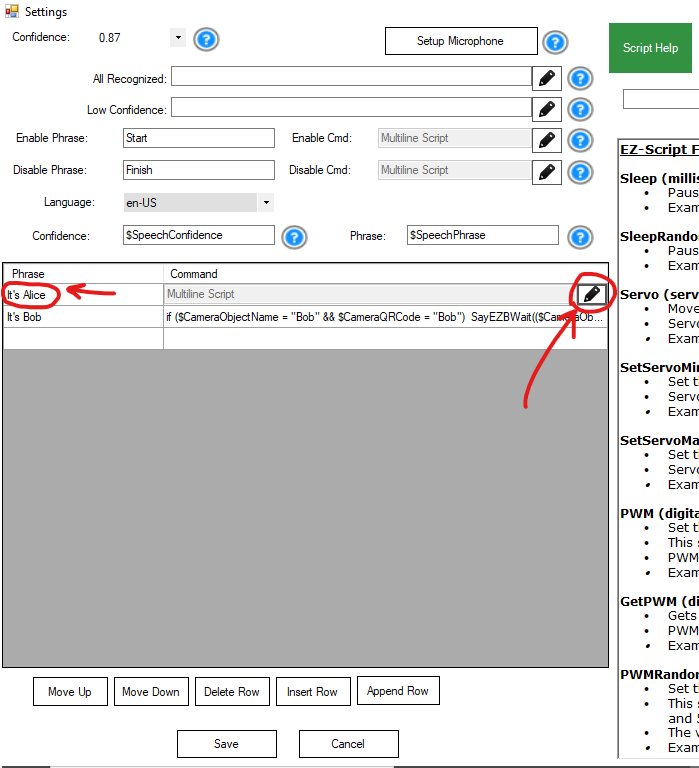 Settings
Confidence: 0.87
Setup Microphone
Script Help
All Recognized:
Low Confidence:
Enable Phrase: Start Enable Cmd: Multiline Script
Disable Phrase: Finish Disable Cmd: Multiline Script
Language: en-US
Confidence: $SpeechConfidence Phrase: $SpeechPhrase
Phrase Command
It's Alice Multiline Script
It's Bob if ($CameraObjectName = "Bob" && $CameraQRCode = "Bob") SayEZBWait(($CameraOb...
Move Up Move Down Delete Row Insert Row Append Row
Save Cancel
EZ-Script F
Sleep (millis
• Paus
• Exam
SleepRando
• Paus
• Exam
Servo (serv
• Move
• Servo
• Exam
SetServoMi
• Set t
• Servo
• Exam
SetServoMa
• Set t
• Servo
• Exam
PWM (digita
• Set t
• This s
• PWM
• Exam
GetPWM (di
• Gets
• PWM
• Exam
PWMRando
• Set t
• This s
and 
• The v
• Exam